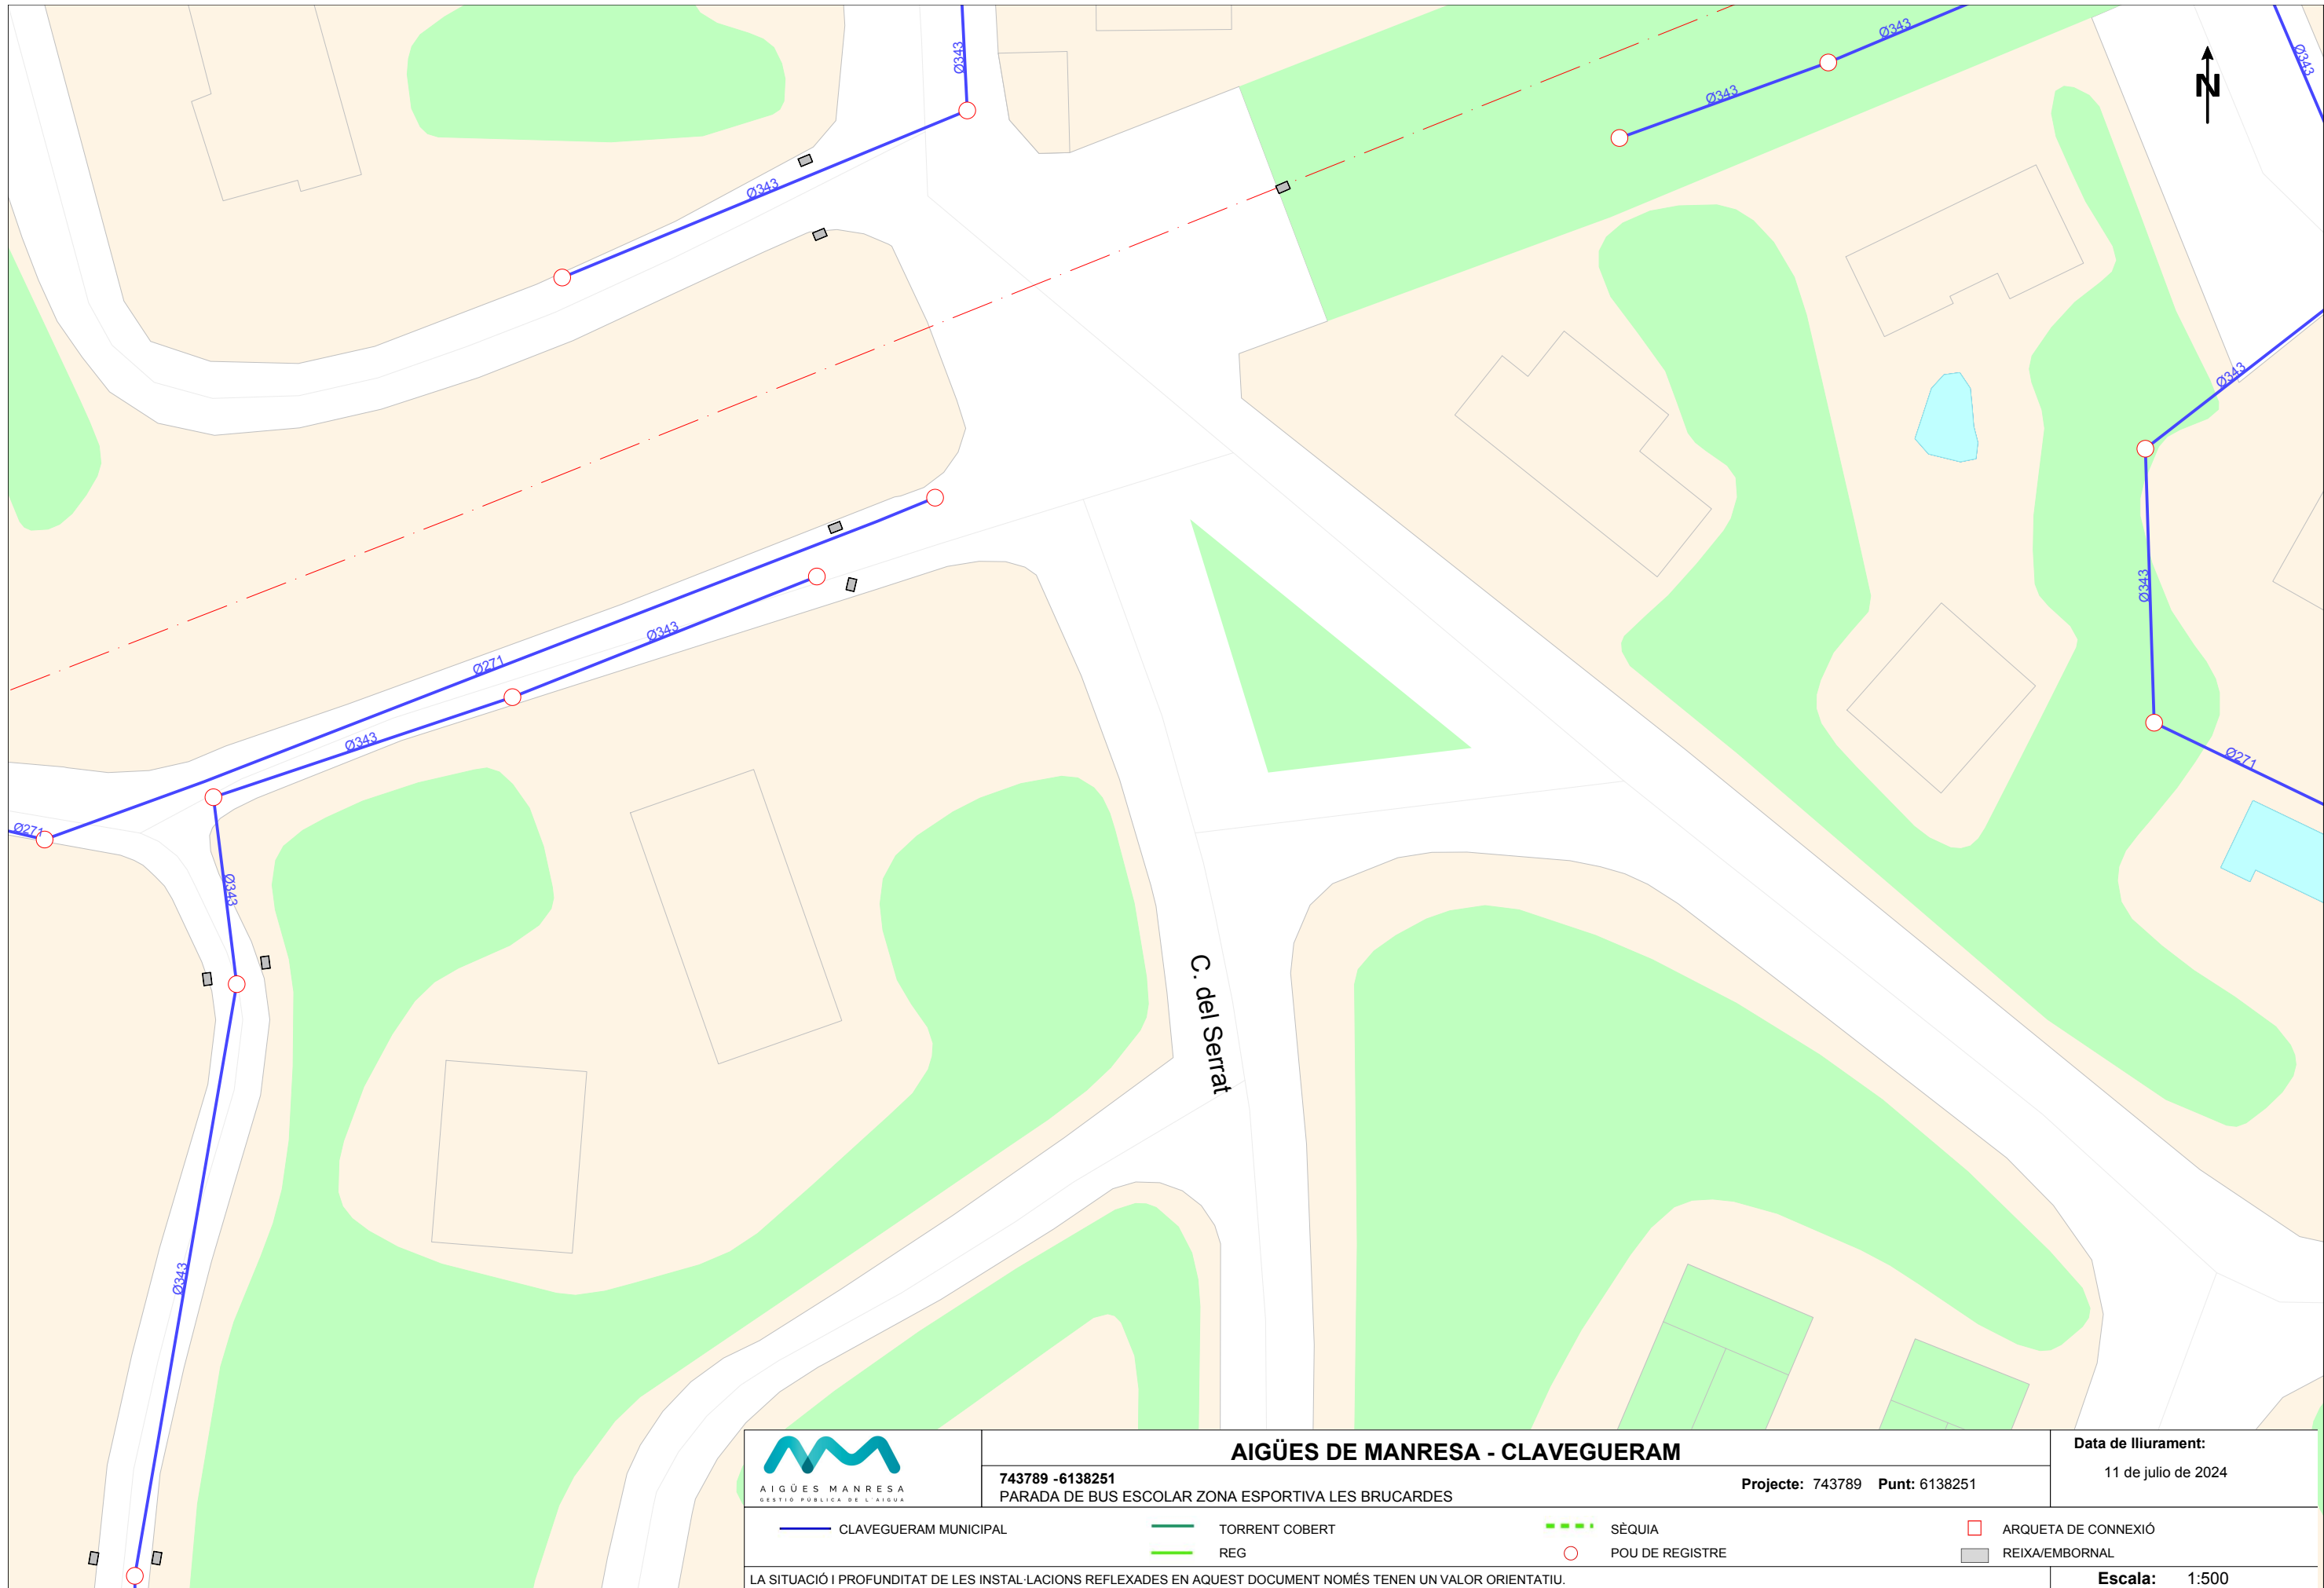 Ø343
Ø343
Ø343
N
Ø343
Ø343
Ø343
Ø343
Ø343
Ø271
Ø343
Ø343
Ø271
Ø271
Ø343
C. del Serrat
Ø343
AIGÜES MANRESA
GESTIÓ PÚBLICA DE L'AIGUA
AIGÜES DE MANRESA - CLAVEGUERAM
743789 -6138251
PARADA DE BUS ESCOLAR ZONA ESPORTIVA LES BRUCARDES
Projecte: 743789 Punt: 6138251
Data de lliurament:
11 de julio de 2024
CLAVEGUERAM MUNICIPAL
TORRENT COBERT
SÈQUIA
ARQUETA DE CONNEXIÓ
REG
POU DE REGISTRE
REIXA/EMBORNAL
LA SITUACIÓ I PROFUNDITAT DE LES INSTAL·LACIONS REFLEXADES EN AQUEST DOCUMENT NOMÉS TENEN UN VALOR ORIENTATIU.
Escala: 1:500